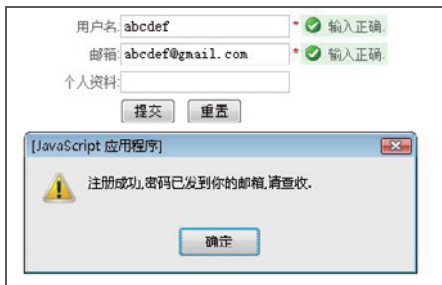 用户名: abcdef * 输入正确.
邮箱: abcdef@gmail.com * 输入正确.
个人资料:
提交 重置
[JavaScript 应用程序]
注册成功,密码已发到你的邮箱,请查收.
确定